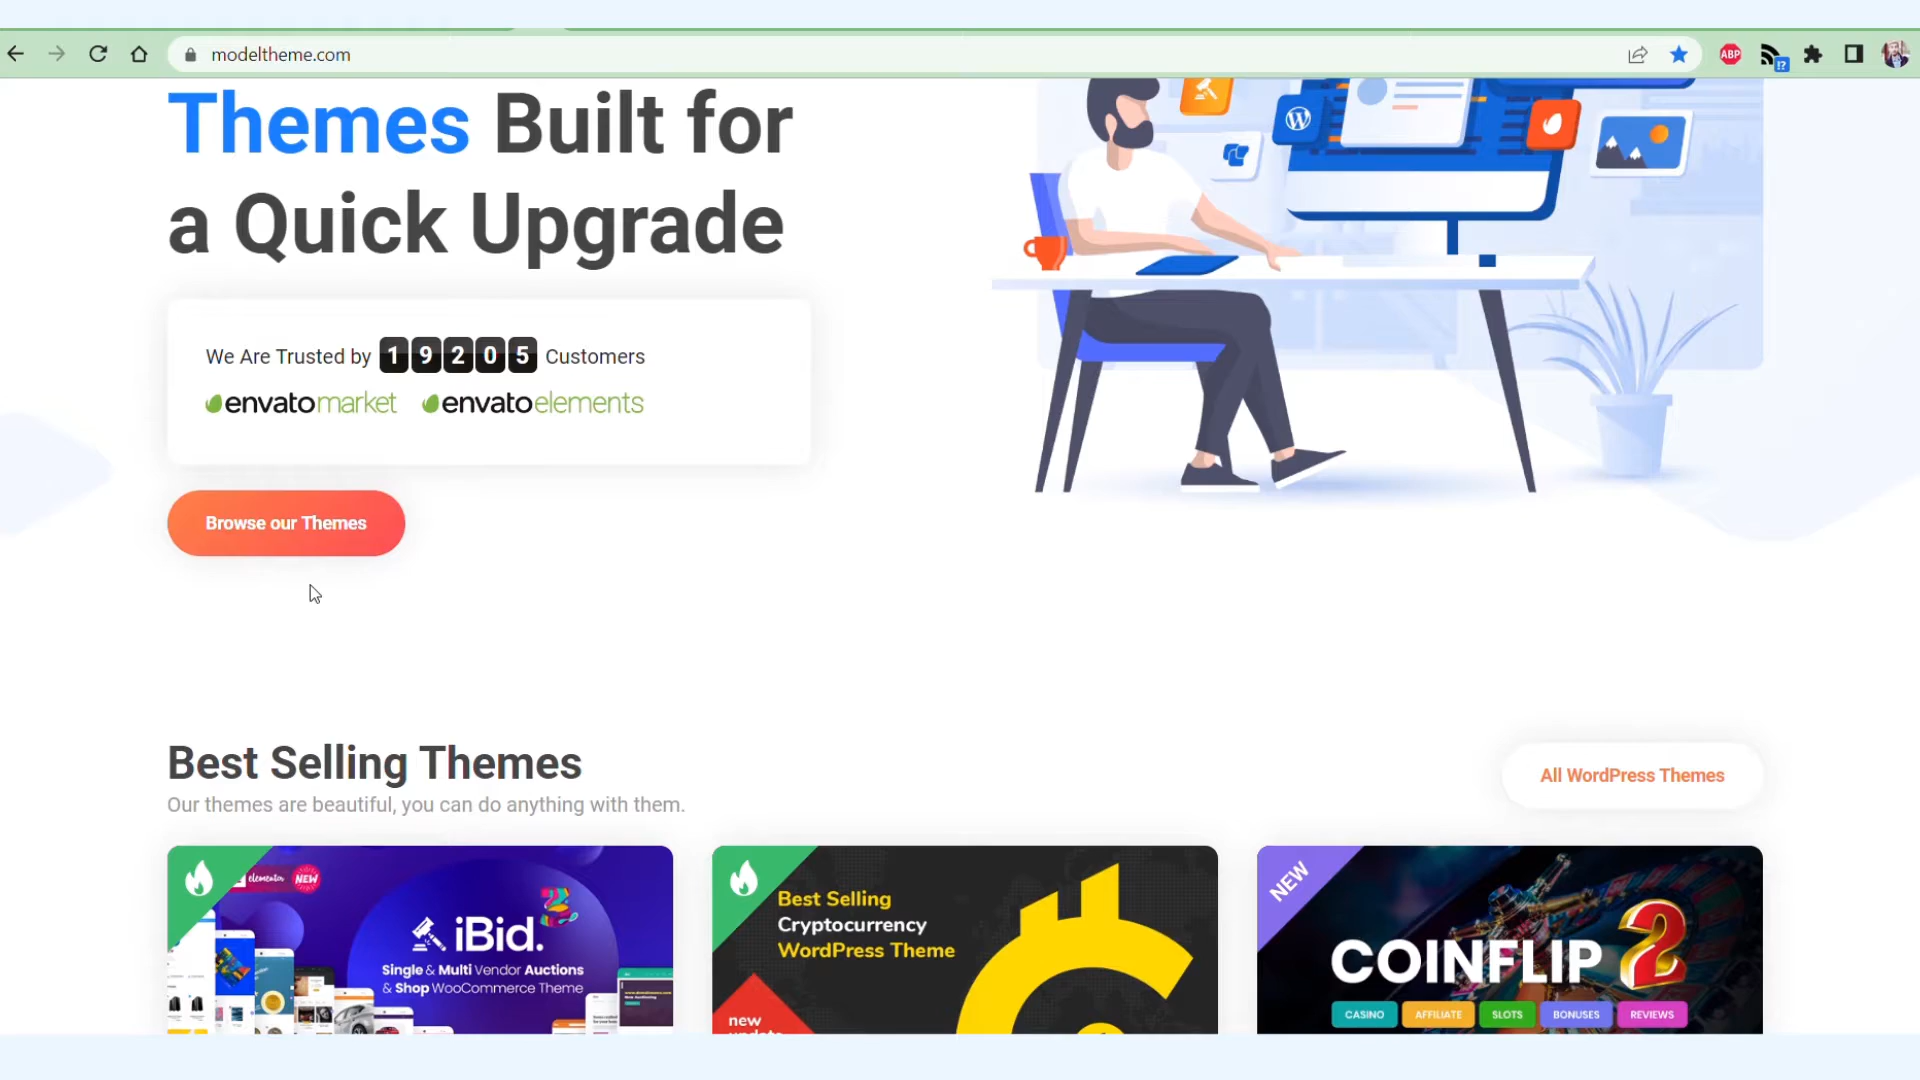 modeltheme.com
ABP
Themes Built for
a Quick Upgrade
We Are Trusted by 19205 Customers
envatomarket envatoelements
Browse our Themes
Best Selling Themes
Our themes are beautiful, you can do anything with them.
All WordPress Themes
elementor NEW
iBid.
Single & Multi Vendor Auctions
& Shop WooCommerce Theme
Best Selling
Cryptocurrency
WordPress Theme
new
NEW
COINFLIP 2
CASINO AFFILIATE SLOTS BONUSES REVIEWS